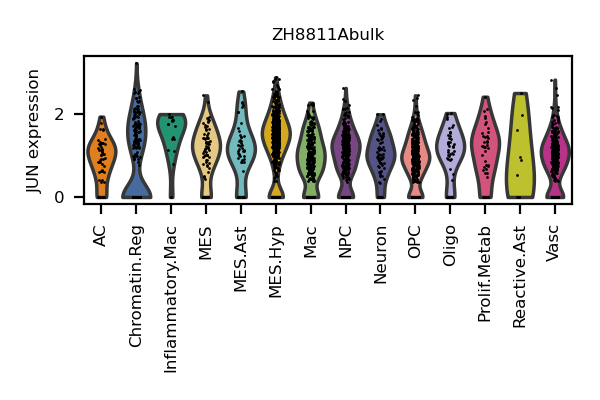 ZH8811Abulk
JUN expression
2
0
AC
Chromatin.Reg
Inflammatory.Mac
MES
MES.Ast
MES.Hyp
Mac
NPC
Neuron
OPC
Oligo
Prolif.Metab
Reactive.Ast
Vasc